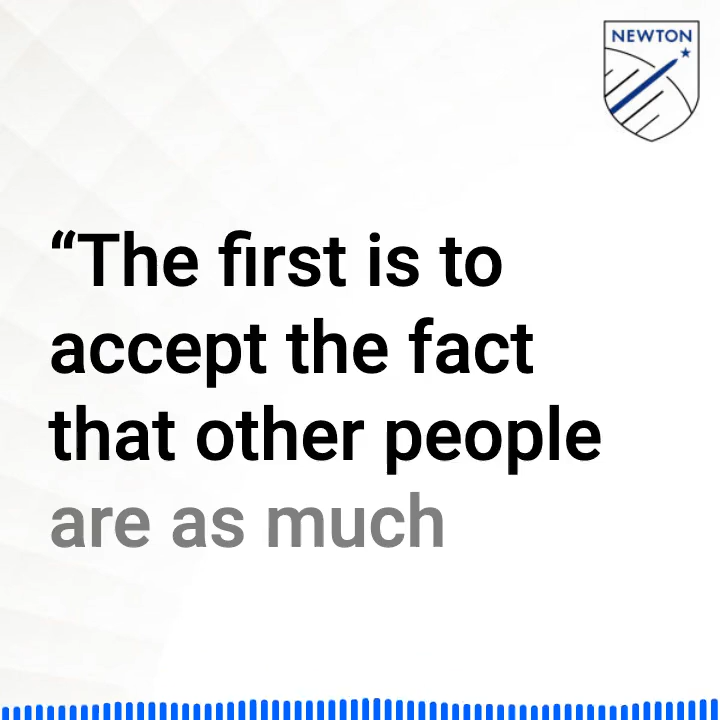 NEWTON
“The first is to
accept the fact
that other people
are as much